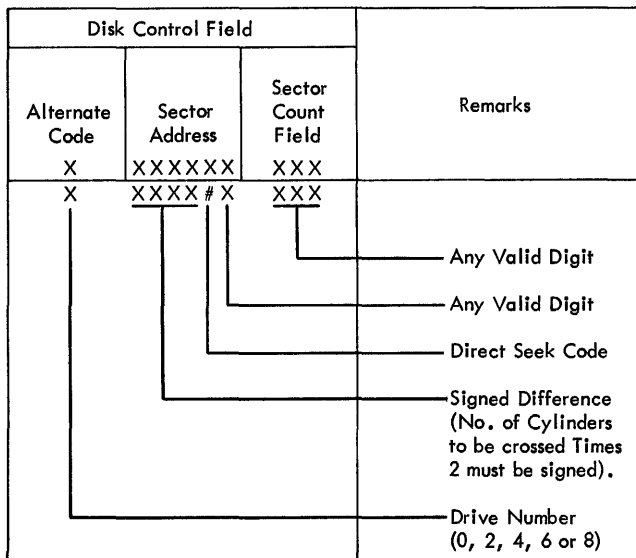 Disk Control Field
Alternate
Code
Sector
Address
Sector
Count
Field
Remarks
X XXXXXX XXX
X XXXX#X XXX
Any Valid Digit
Any Valid Digit
Direct Seek Code
Signed Difference
(No. of Cylinders
to be crossed Times
2 must be signed).
Drive Number
(0, 2, 4, 6 or 8)